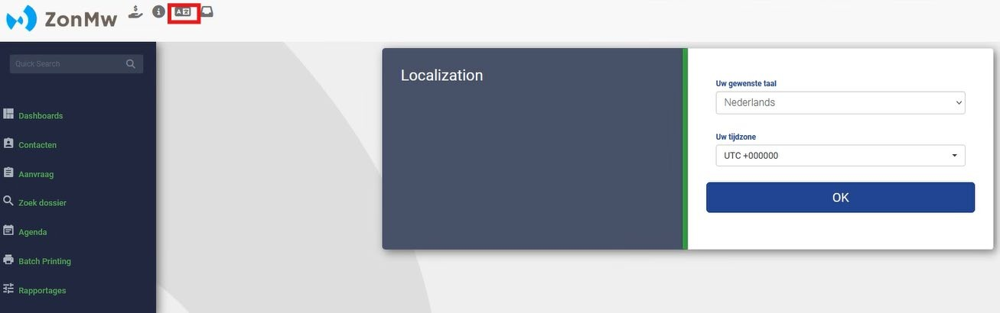 ZonMw
Quick Search
Dashboards
Contacten
Aanvraag
Zoek dossier
Agenda
Batch Printing
Rapportages
Localization
Uw gewenste taal
Nederlands
Uw tijdzone
UTC +000000
OK